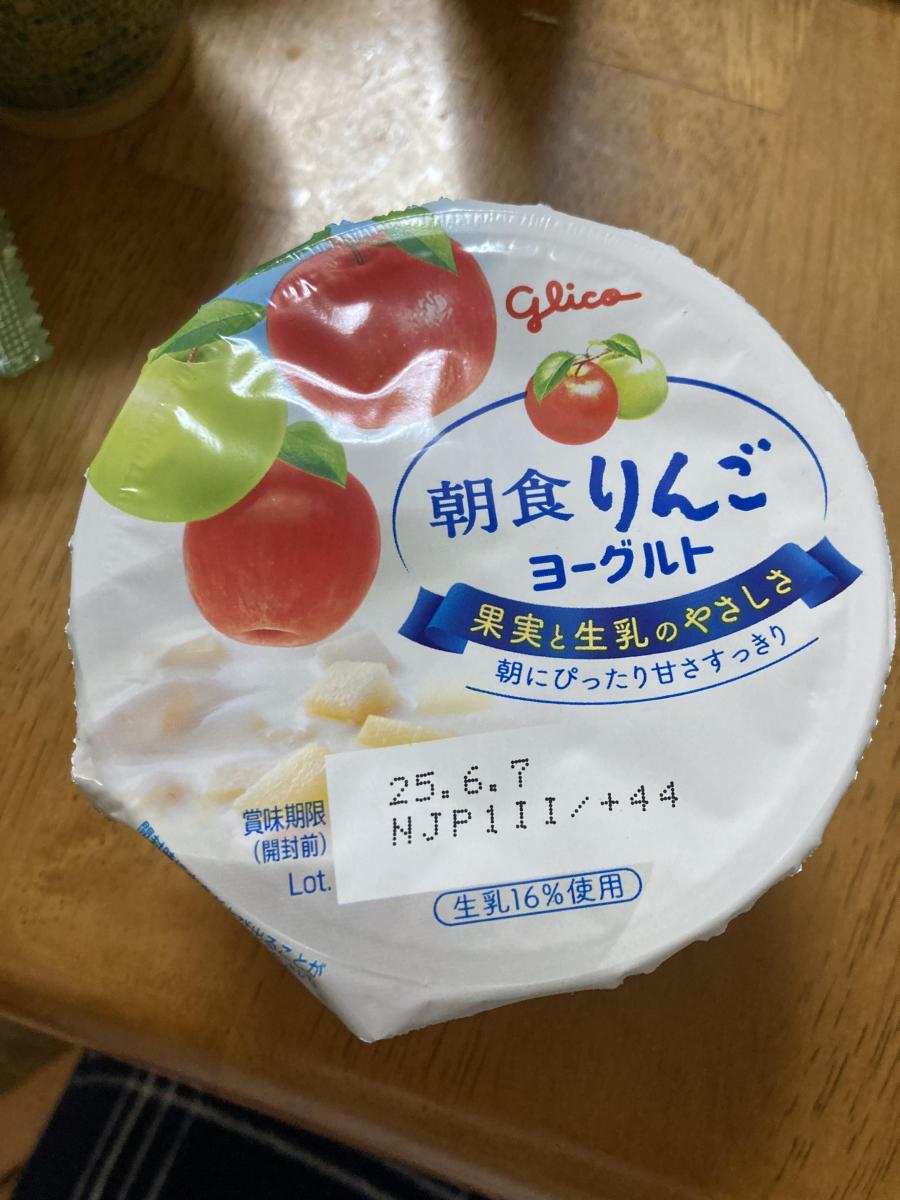 Glico
朝食りんご
ヨーグルト
果実と生乳のやさしさ
朝にぴったり甘さすっきり
25.6.7
NJP1II/+44
賞味期限
(開封前)
Lot.
生乳16%使用